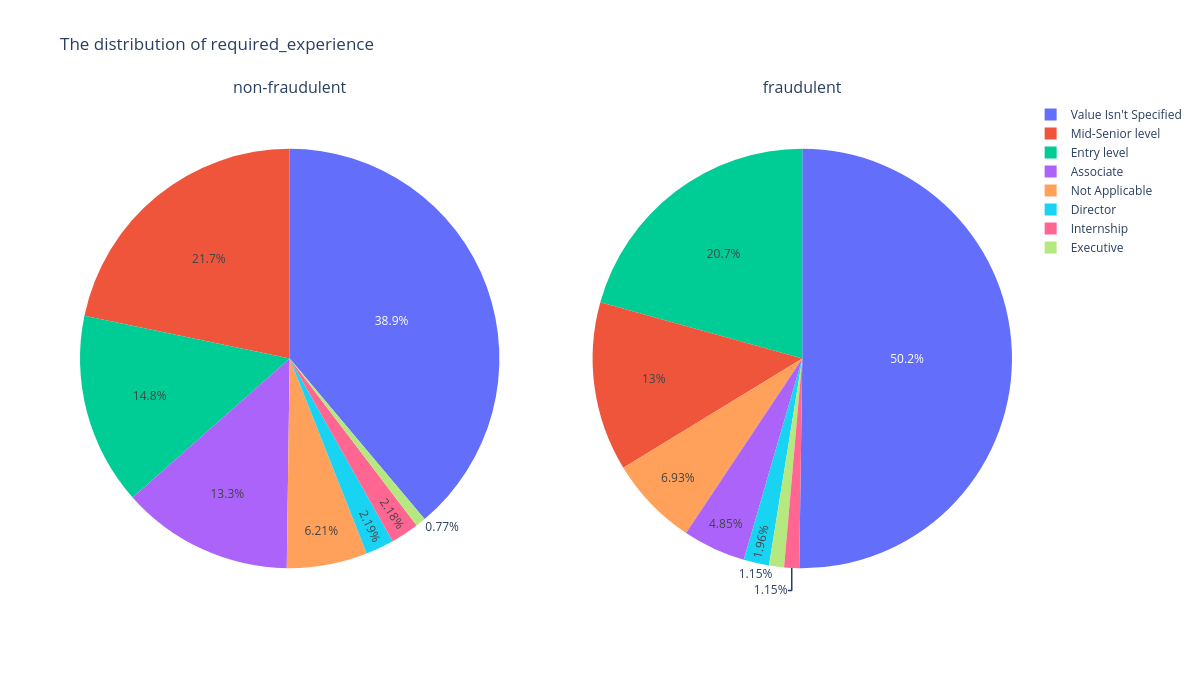 The distribution of required_experience
non-fraudulent
fraudulent
Value Isn't Specified
Mid-Senior level
Entry level
Associate
Not Applicable
Director
Internship
Executive
38.9%
21.7%
14.8%
13.3%
6.21%
2.19%
2.18%
0.77%
50.2%
20.7%
13%
6.93%
4.85%
1.96%
1.15%
1.15%